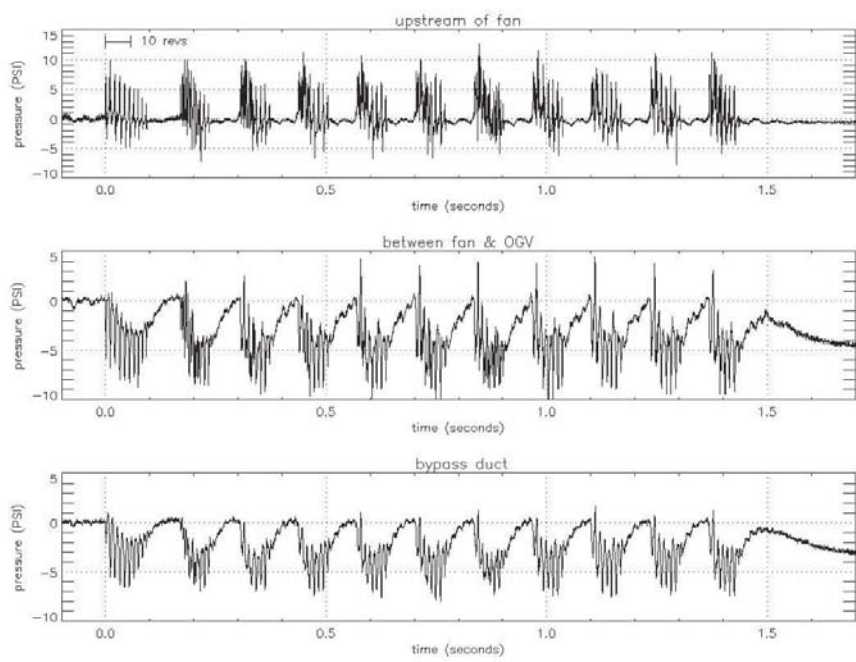 upstream of fan
10 revs
pressure (PSI)
15
10
5
0
-5
-10
0.0 0.5 1.0 1.5
time (seconds)
between fan & OGV
pressure (PSI)
5
0
-5
-10
0.0 0.5 1.0 1.5
time (seconds)
bypass duct
pressure (PSI)
5
0
-5
-10
0.0 0.5 1.0 1.5
time (seconds)